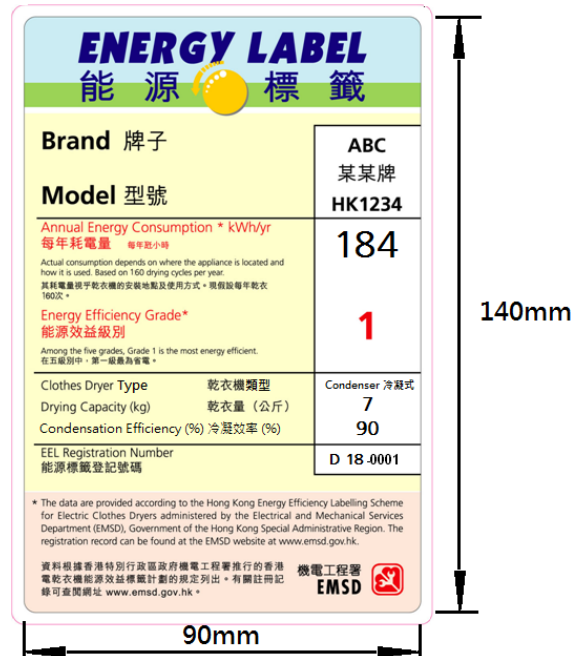 ENERGY LABEL
能源標籤
Brand 牌子
ABC
某某牌
Model 型號
HK1234
Annual Energy Consumption * kWh/yr
每年耗電量 每年瓩小時
184
Actual consumption depends on where the appliance is located and
how it is used. Based on 160 drying cycles per year.
其耗電量視乎乾衣機的安裝地點及使用方式。現假設每年乾衣
160次。
Energy Efficiency Grade*
能源效益級別
1
Among the five grades, Grade 1 is the most energy efficient.
在五級別中，第一級最為省電。
Clothes Dryer Type 乾衣機類型 Condenser 冷凝式
Drying Capacity (kg) 乾衣量（公斤） 7
Condensation Efficiency (%) 冷凝效率 (%) 90
EEL Registration Number
能源標籤登記號碼
D 18-0001
* The data are provided according to the Hong Kong Energy Efficiency Labelling Scheme
for Electric Clothes Dryers administered by the Electrical and Mechanical Services
Department (EMSD), Government of the Hong Kong Special Administrative Region. The
registration record can be found at the EMSD website at www.emsd.gov.hk.
資料根據香港特別行政區政府機電工程署推行的香港
電乾衣機能源效益標籤計劃的規定列出。有關註冊記
錄可查閱網址 www.emsd.gov.hk。
機電工程署
EMSD
140mm
90mm